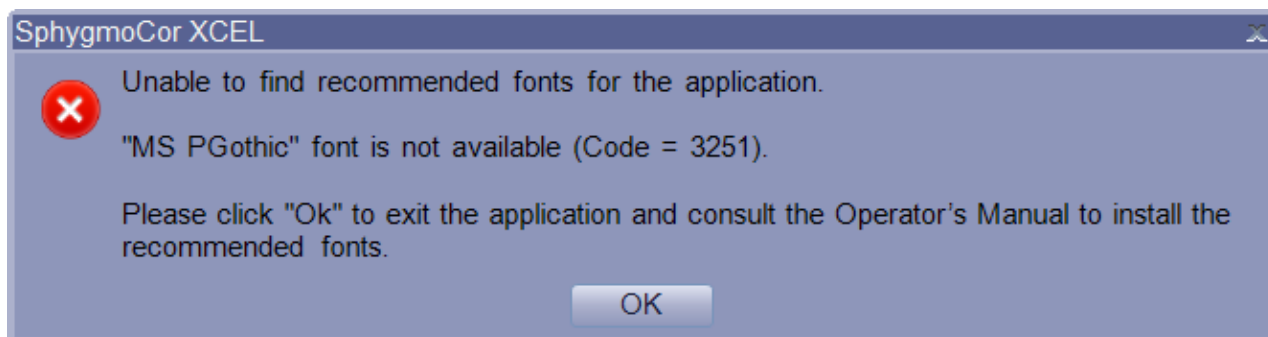 SphygmoCor XCEL
Unable to find recommended fonts for the application.
"MS PGothic" font is not available (Code = 3251).
Please click "Ok" to exit the application and consult the Operator’s Manual to install the
recommended fonts.
OK